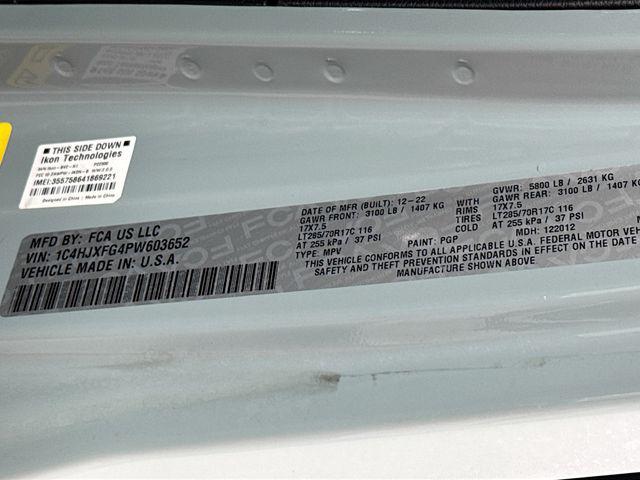 THIS SIDE DOWN
Ikon Technologies
IMEI:355758641869221
Designed in China | Made in China
MFD BY: FCA US LLC
VIN: 1C4HJXFG4PW603652
VEHICLE MADE IN U.S.A.
DATE OF MFR (BUILT): 12-22
GAWR FRONT: 3100 LB / 1407 KG
17X7.5
LT285/70R17C 116
AT 255 kPa / 37 PSI
TYPE: MPV
WITH
RIMS
TIRES
COLD
PAINT: PGP
GVWR: 5800 LB / 2631 KG
GAWR REAR: 3100 LB / 1407 KG
17X7.5
LT285/70R17C 116
AT 255 kPa / 37 PSI
MDH: 122012
THIS VEHICLE CONFORMS TO ALL APPLICABLE U.S.A. FEDERAL MOTOR VEHICLE
SAFETY AND THEFT PREVENTION STANDARDS IN EFFECT ON THE DATE OF
MANUFACTURE SHOWN ABOVE